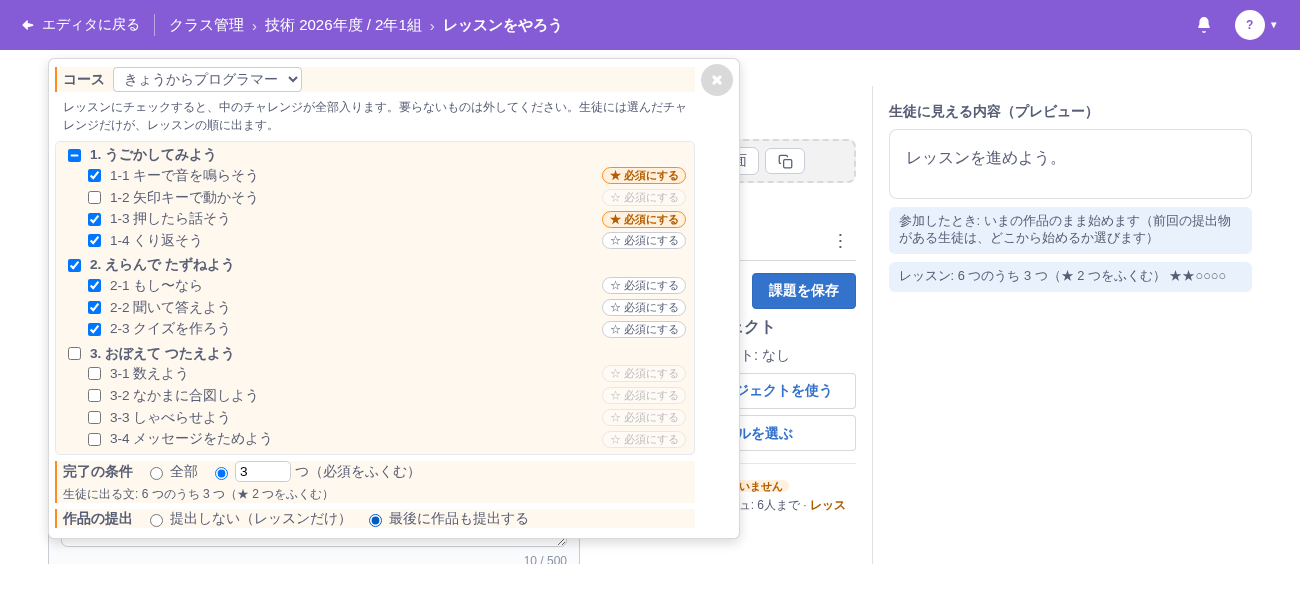 エディタに戻る
クラス管理 › 技術 2026年度 / 2年1組 › レッスンをやろう
?
コース きょうからプログラマー
レッスンにチェックすると、中のチャレンジが全部入ります。要らないものは外してください。生徒には選んだチャ
レンジだけが、レッスンの順に出ます。
1. うごかしてみよう
1-1 キーで音を鳴らそう ★ 必須にする
1-2 矢印キーで動かそう ☆ 必須にする
1-3 押したら話そう ★ 必須にする
1-4 くり返そう ☆ 必須にする
2. えらんで たずねよう
2-1 もし〜なら ☆ 必須にする
2-2 聞いて答えよう ☆ 必須にする
2-3 クイズを作ろう ☆ 必須にする
3. おぼえて つたえよう
3-1 数えよう ☆ 必須にする
3-2 なかまに合図しよう ☆ 必須にする
3-3 しゃべらせよう ☆ 必須にする
3-4 メッセージをためよう ☆ 必須にする
完了の条件 全部 3 つ（必須をふくむ）
生徒に出る文: 6 つのうち 3 つ（★ 2 つをふくむ）
作品の提出 提出しない（レッスンだけ） 最後に作品も提出する
10 / 500
面
課題を保存
ェクト
ト: なし
ジェクトを使う
ルを選ぶ
いません
ュ: 6人まで · レッス
生徒に見える内容（プレビュー）
レッスンを進めよう。
参加したとき: いまの作品のまま始めます（前回の提出物
がある生徒は、どこから始めるか選びます）
レッスン: 6 つのうち 3 つ（★ 2 つをふくむ） ★★○○○○